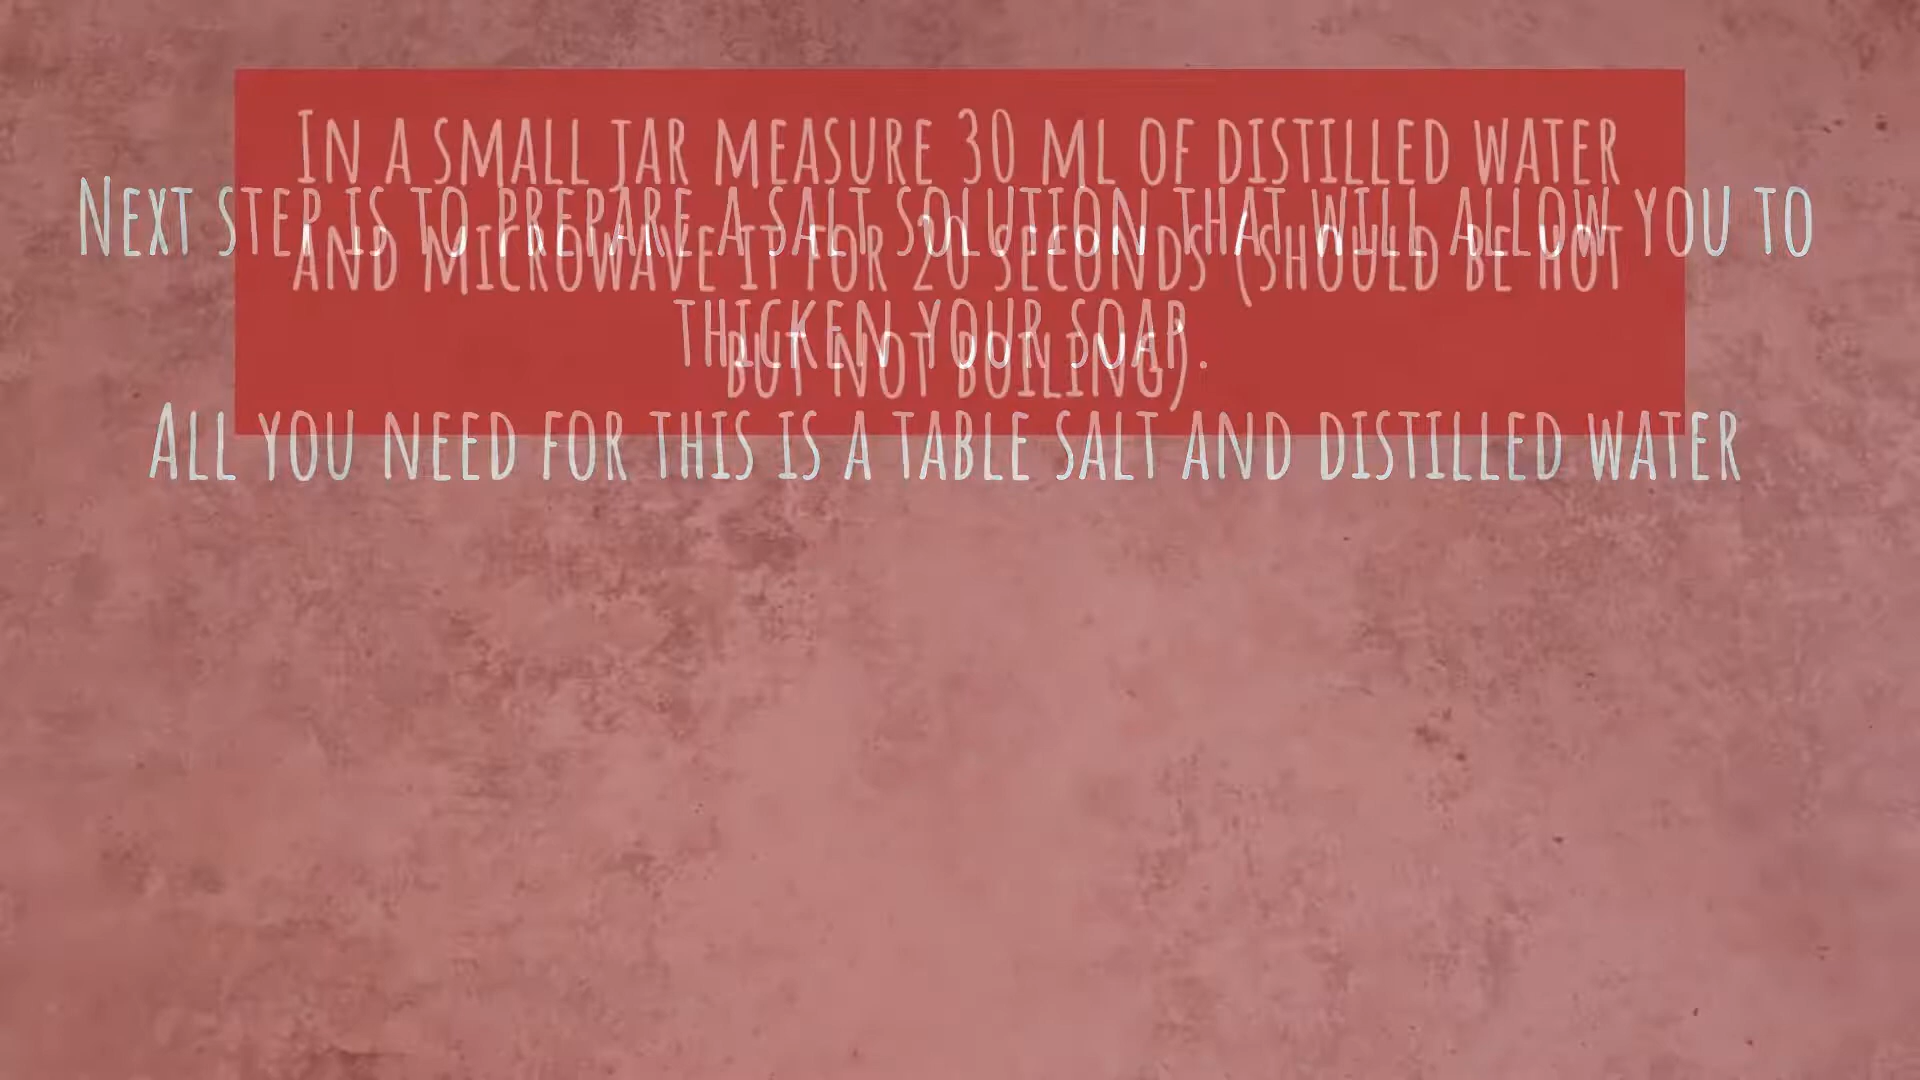 In a small jar measure 30 ml of distilled water
and microwave it for 20 seconds (should be hot
but not boiling).
Next step is to prepare a salt solution that will allow you to
thicken your soap.
All you need for this is a table salt and distilled water